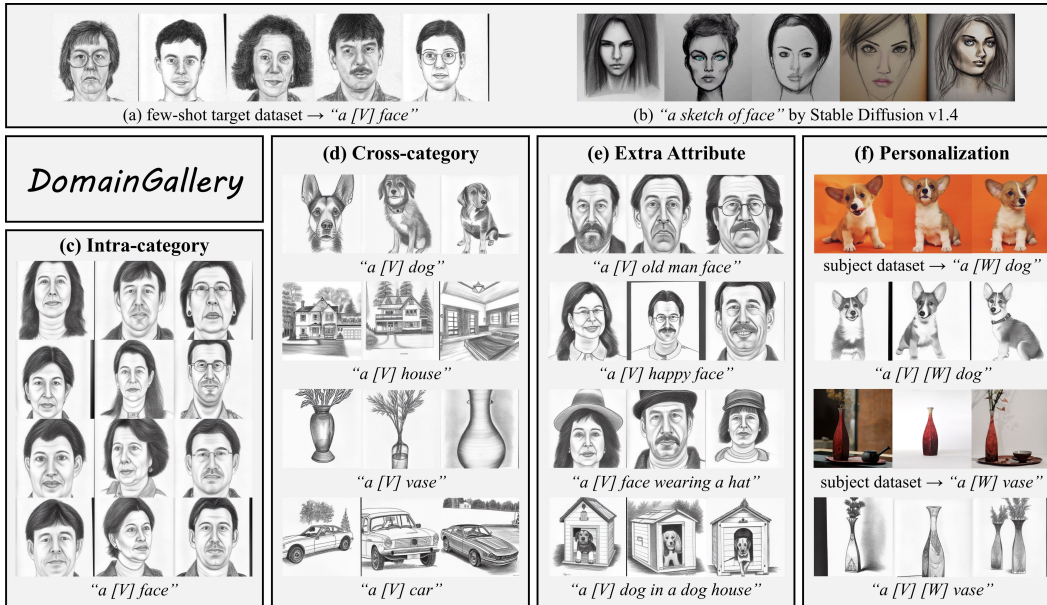 (a) few-shot target dataset → “a [V] face”
(b) “a sketch of face” by Stable Diffusion v1.4
DomainGallery
(c) Intra-category
“a [V] face”
(d) Cross-category
“a [V] dog”
“a [V] house”
“a [V] vase”
“a [V] car”
(e) Extra Attribute
“a [V] old man face”
“a [V] happy face”
“a [V] face wearing a hat”
“a [V] dog in a dog house”
(f) Personalization
subject dataset → “a [W] dog”
“a [V] [W] dog”
subject dataset → “a [W] vase”
“a [V] [W] vase”